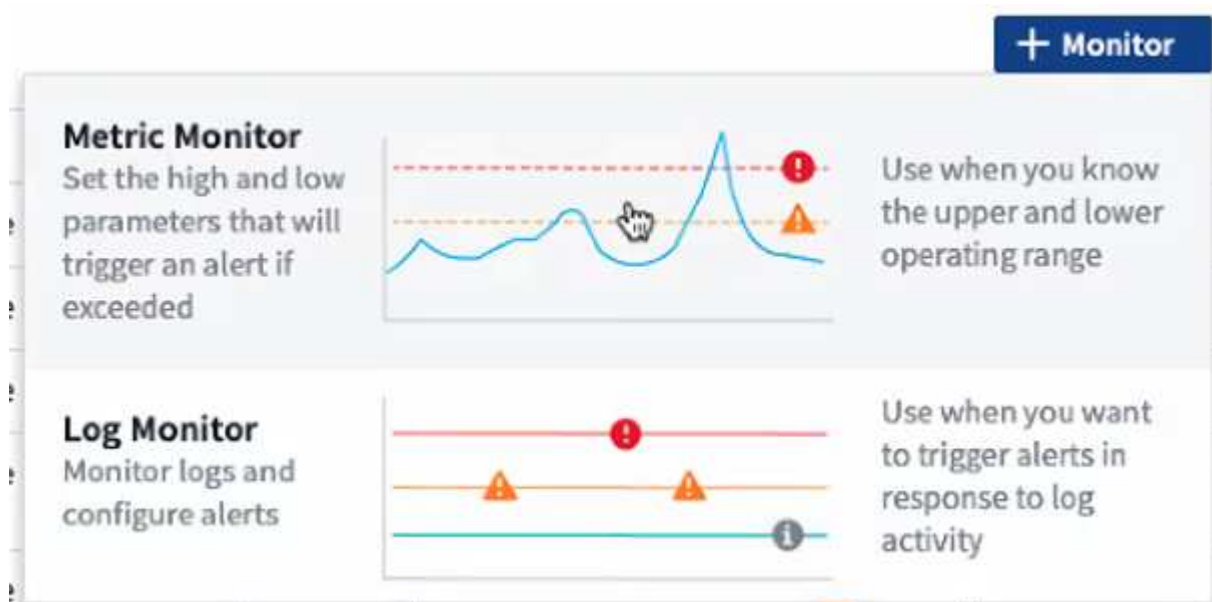 + Monitor
Metric Monitor
Set the high and low
parameters that will
trigger an alert if
exceeded
Use when you know
the upper and lower
operating range
Log Monitor
Monitor logs and
configure alerts
Use when you want
to trigger alerts in
response to log
activity